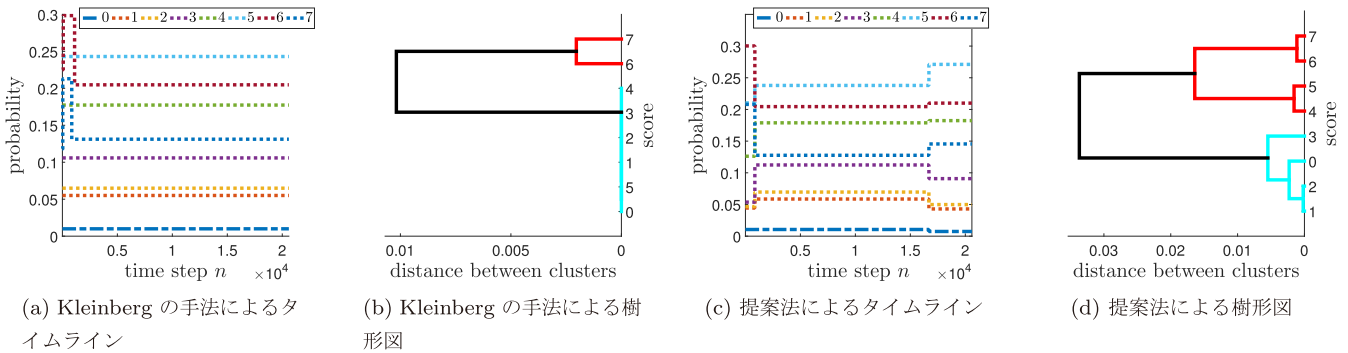 0 1 2 3 4 5 6 7
0.3
0.25
0.2
0.15
0.1
0.05
0
probability
0.5 1 1.5 2
time step n ×10⁴
7
6
4
3
2
1
5
0
score
0.01 0.005 0
distance between clusters
0 1 2 3 4 5 6 7
0.3
0.25
0.2
0.15
0.1
0.05
0
probability
0.5 1 1.5 2
time step n ×10⁴
7
6
5
4
3
0
2
1
score
0.03 0.02 0.01 0
distance between clusters
(a) Kleinberg の手法によるタ
イムライン
(b) Kleinberg の手法による樹
形図
(c) 提案法によるタイムライン
(d) 提案法による樹形図